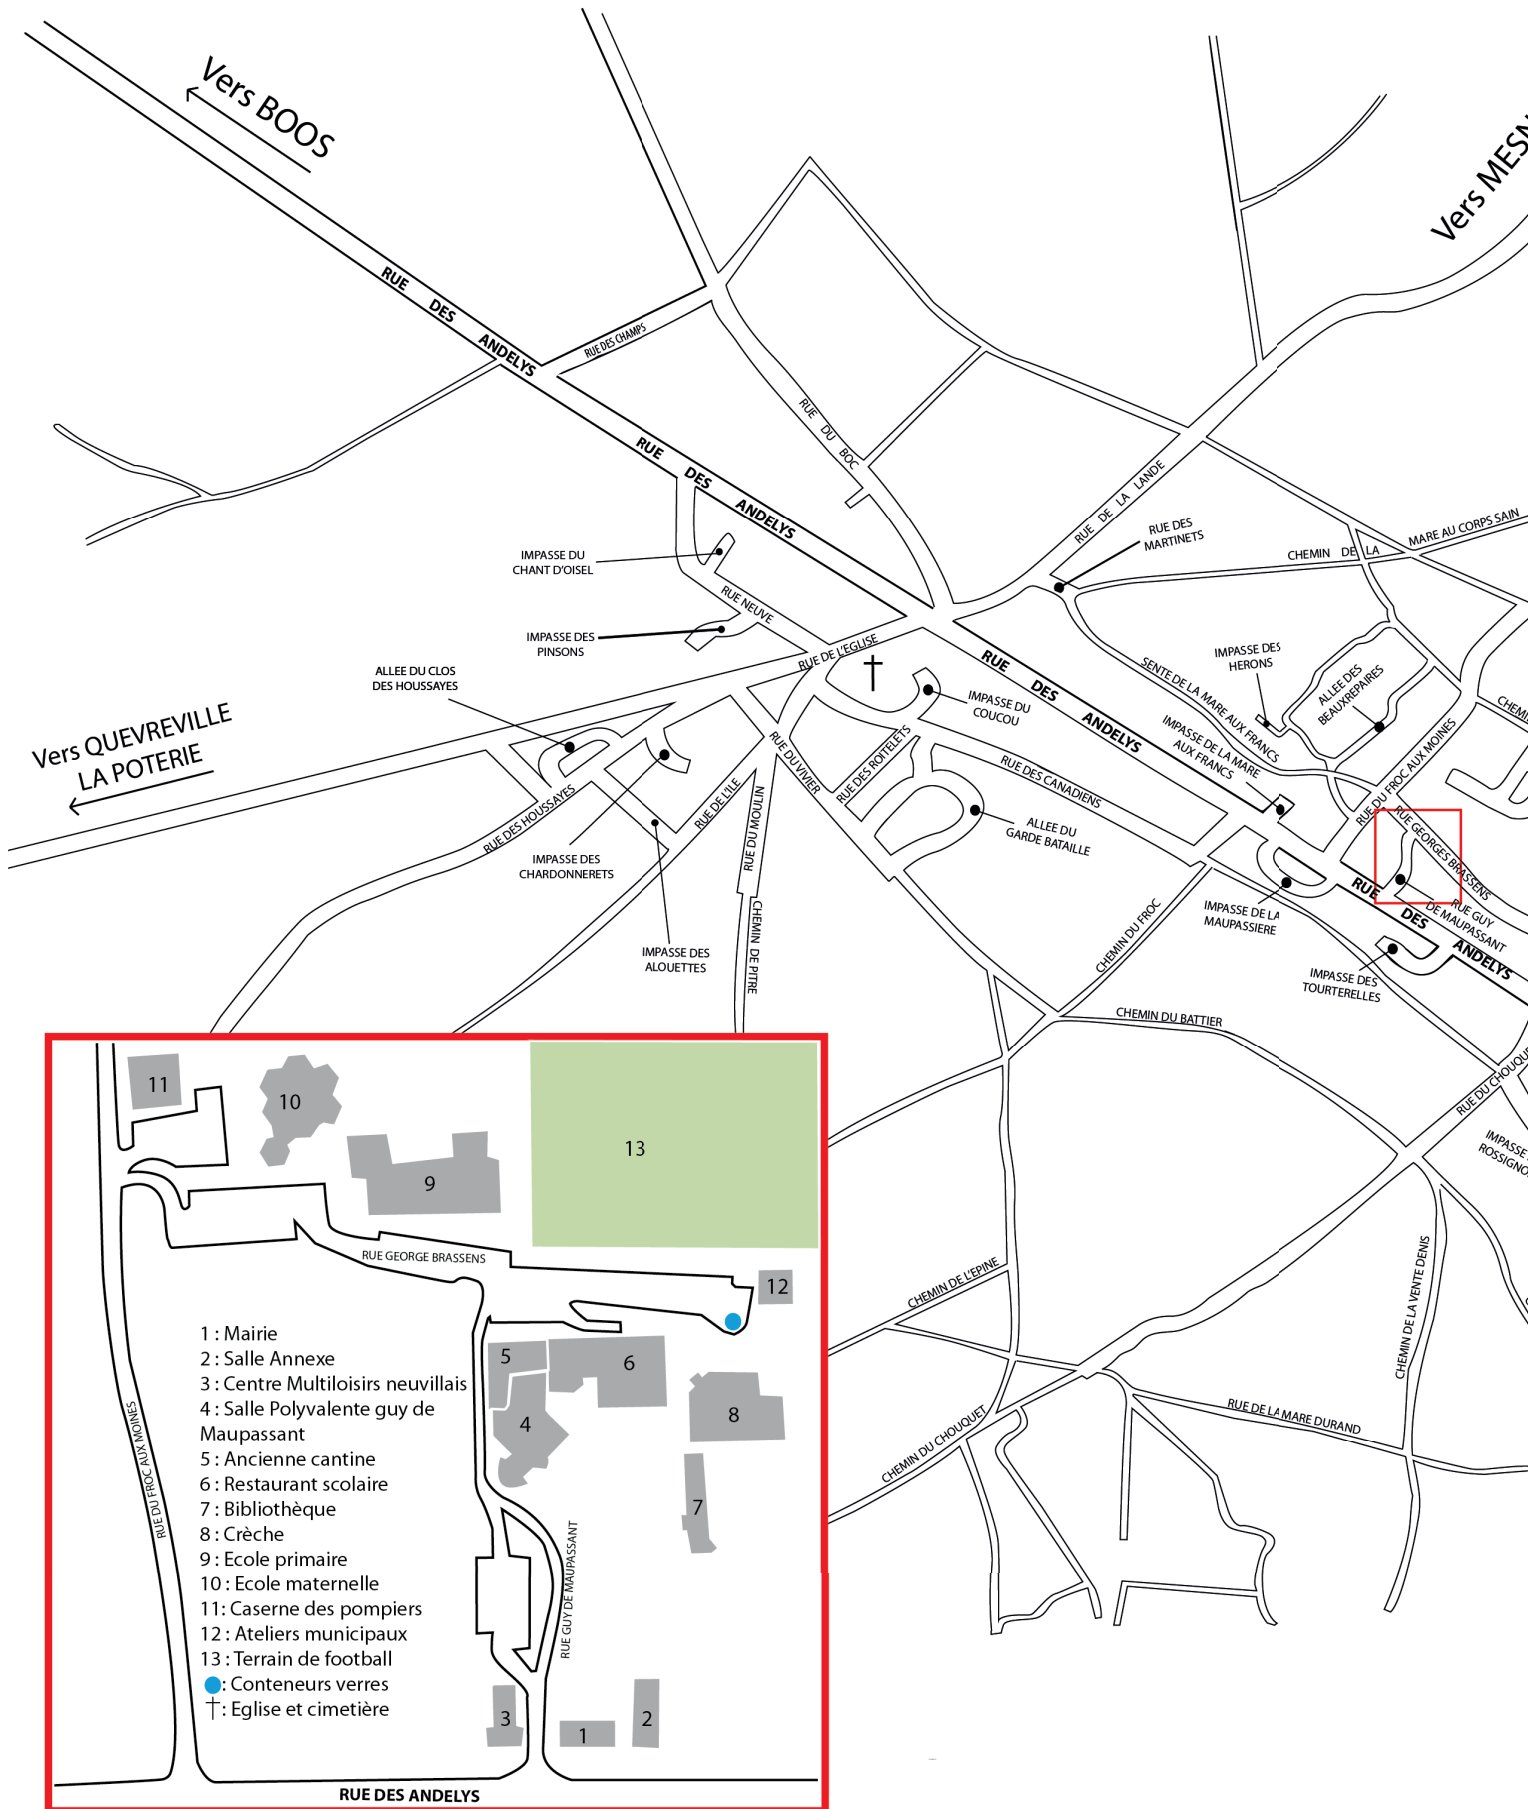 Vers BOOS
Vers MESN
RUE DES ANDELYS
RUE DES CHAMPS
RUE DU BOC
RUE DES ANDELYS
RUE DE LA LANDE
RUE DES
MARTINETS
CHEMIN DE LA MARE AU CORPS SAIN
IMPASSE DU
CHANT D'OISEL
RUE NEUVE
IMPASSE DES
PINSONS
RUE DE L'EGLISE
ALLEE DU CLOS
DES HOUSSAYES
Vers QUEVREVILLE
LA POTERIE
IMPASSE DU
COUCOU
RUE DES ANDELYS
SENTE DE LA MARE AUX FRANCS
IMPASSE DES
HERONS
ALLEE DES
BEAUXREPAIRES
CHEMI
IMPASSE DE LA MARE
AUX FRANCS
RUE DU FROC AUX MOINES
RUE DU VIVIER
RUE DES ROITELETS
RUE DES CANADIENS
RUE DES HOUSSAYES
RUE DE L'ILE
RUE DU MOULIN
ALLEE DU
GARDE BATAILLE
RUE GEORGES BRASSENS
IMPASSE DES
CHARDONNERETS
IMPASSE DE LA
MAUPASSIERE
RUE DES ANDELYS
RUE GUY
DE MAUPASSANT
IMPASSE DES
ALOUETTES
CHEMIN DE PITRE
CHEMIN DU FROC
IMPASSE DES
TOURTERELLES
CHEMIN DU BATTIER
RUE DU CHOUQUE
IMPASSE
ROSSIGNO
CHEMIN DE L'EPINE
CHEMIN DE LA VENTE DENIS
CHEMIN DU CHOUQUET
RUE DE LA MARE DURAND
11
10
9
13
RUE GEORGE BRASSENS
12
5
6
4
8
7
3
1
2
RUE DU FROC AUX MOINES
RUE GUY DE MAUPASSANT
1 : Mairie
2 : Salle Annexe
3 : Centre Multiloisirs neuvillais
4 : Salle Polyvalente guy de
Maupassant
5 : Ancienne cantine
6 : Restaurant scolaire
7 : Bibliothèque
8 : Crèche
9 : Ecole primaire
10 : Ecole maternelle
11: Caserne des pompiers
12 : Ateliers municipaux
13 : Terrain de football
: Conteneurs verres
: Eglise et cimetière
RUE DES ANDELYS